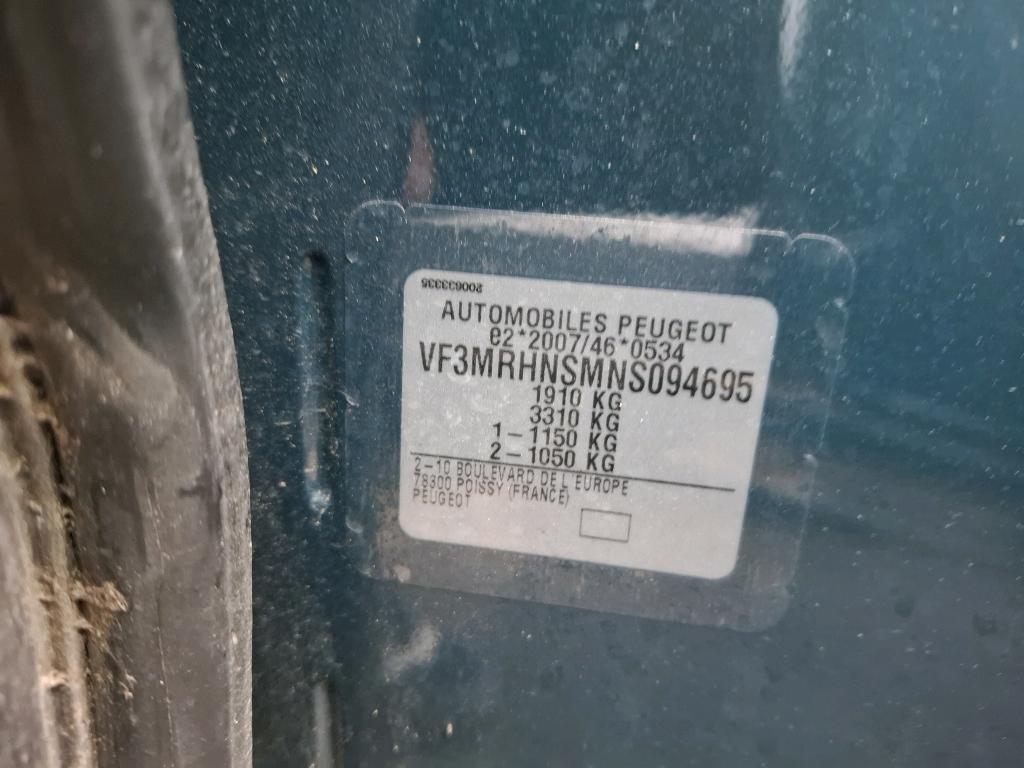 200633335
AUTOMOBILES PEUGEOT
e2*2007/46*0534
VF3MRHNSMNS094695
1910 KG
3310 KG
1-1150 KG
2-1050 KG
2-10 BOULEVARD DE L'EUROPE
78300 POISSY (FRANCE)
PEUGEOT